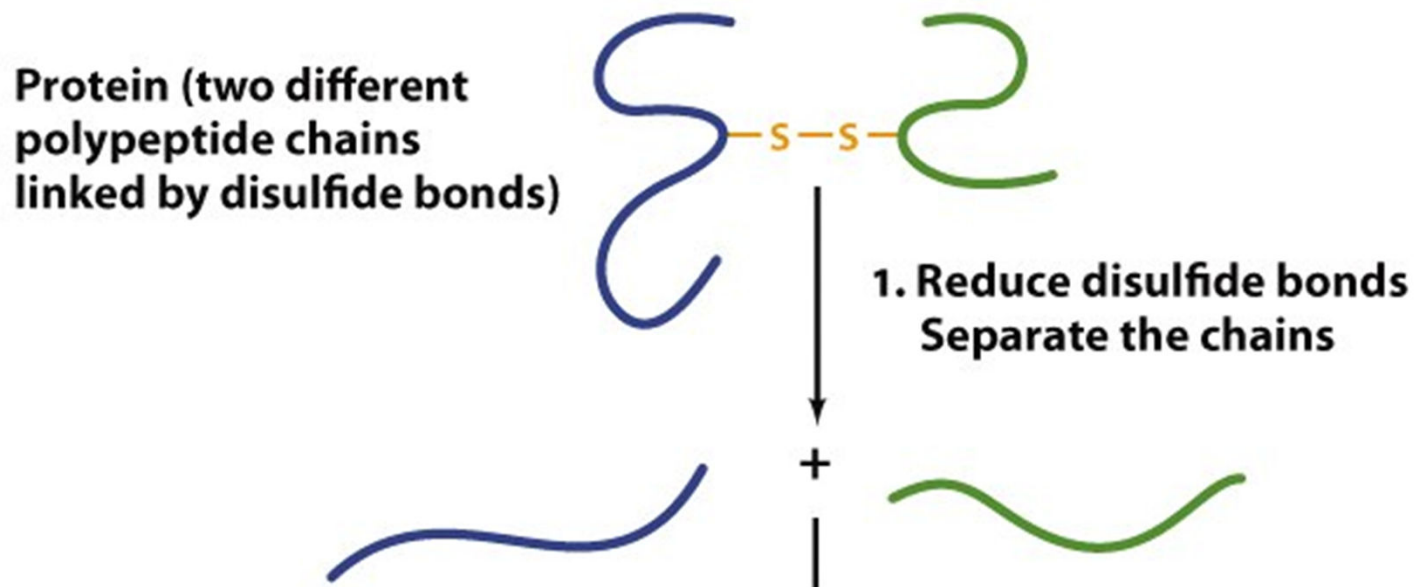 Protein (two different
polypeptide chains
linked by disulfide bonds)
S—S
1. Reduce disulfide bonds
Separate the chains
+